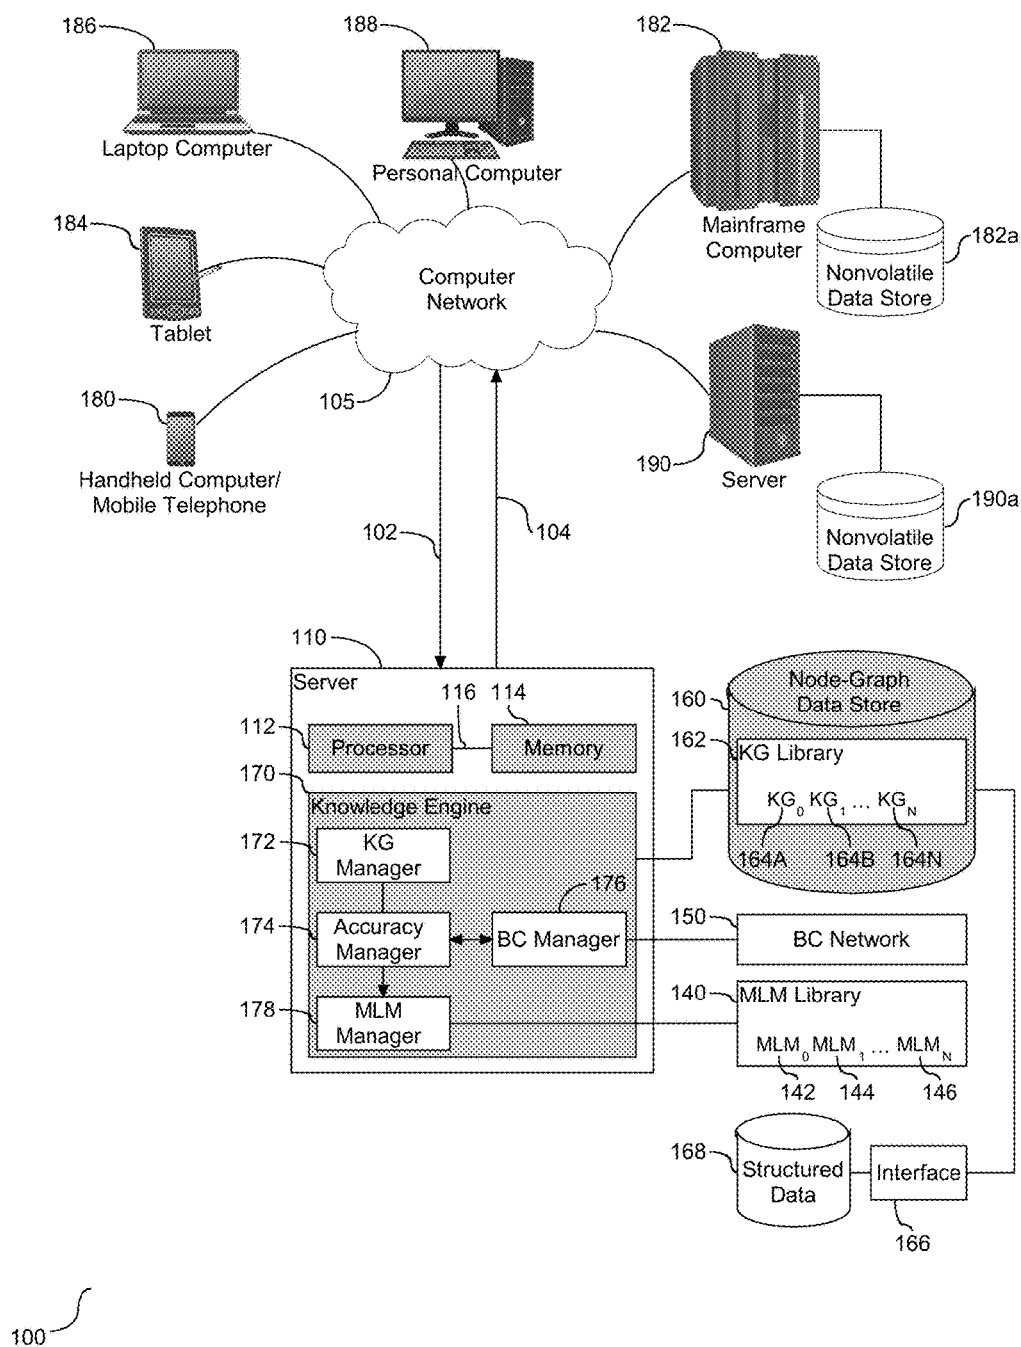 186
188
182
Laptop Computer
Personal Computer
184
Mainframe
Computer
182a
Computer
Network
Nonvolatile
Data Store
Tablet
180
105
190
Server
Handheld Computer/
Mobile Telephone
190a
102
104
Nonvolatile
Data Store
110
Server
116
114
112
Processor
Memory
160
Node-Graph
Data Store
162
KG Library
KG0 KG1 ... KGN
164A
164B
164N
170
Knowledge Engine
172
KG
Manager
176
174
Accuracy
Manager
BC Manager
150
BC Network
178
MLM
Manager
140
MLM Library
MLM0 MLM1 ... MLMN
142
144
146
168
Structured
Data
Interface
166
100